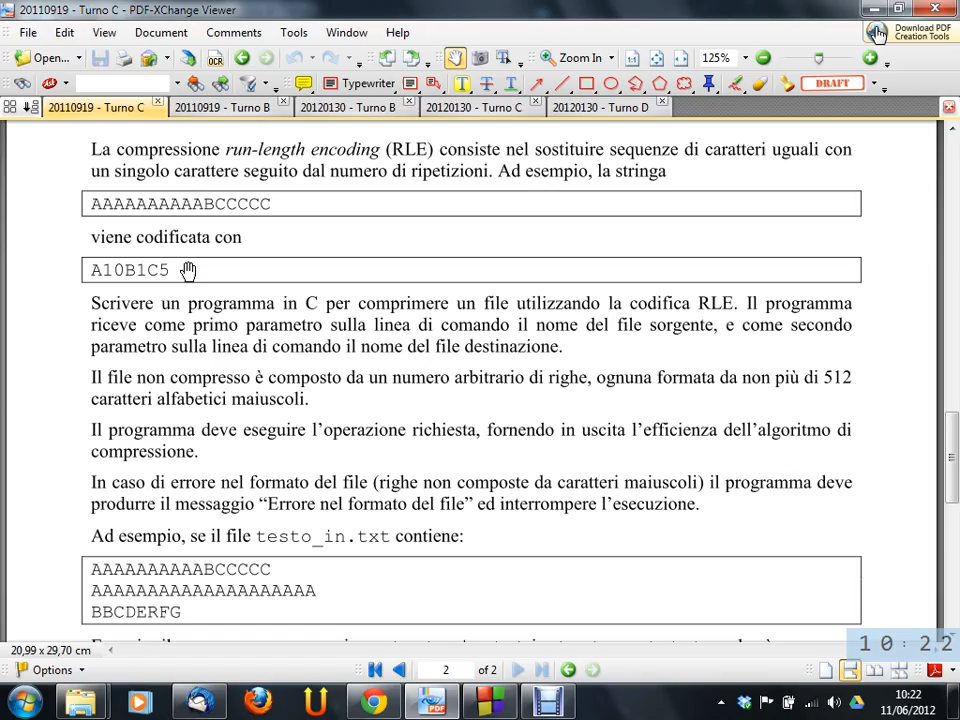 20110919 - Turno C - PDF-XChange Viewer
File Edit View Document Comments Tools Window Help
Download PDF
Creation Tools
Open... OCR Zoom In 125%
Typewriter DRAFT
20110919 - Turno C 20110919 - Turno B 20120130 - Turno B 20120130 - Turno C 20120130 - Turno D
La compressione run-length encoding (RLE) consiste nel sostituire sequenze di caratteri uguali con
un singolo carattere seguito dal numero di ripetizioni. Ad esempio, la stringa
AAAAAAAAAABCCCCC
viene codificata con
A10B1C5
Scrivere un programma in C per comprimere un file utilizzando la codifica RLE. Il programma
riceve come primo parametro sulla linea di comando il nome del file sorgente, e come secondo
parametro sulla linea di comando il nome del file destinazione.
Il file non compresso è composto da un numero arbitrario di righe, ognuna formata da non più di 512
caratteri alfabetici maiuscoli.
Il programma deve eseguire l'operazione richiesta, fornendo in uscita l'efficienza dell'algoritmo di
compressione.
In caso di errore nel formato del file (righe non composte da caratteri maiuscoli) il programma deve
produrre il messaggio “Errore nel formato del file” ed interrompere l'esecuzione.
Ad esempio, se il file testo_in.txt contiene:
AAAAAAAAAABCCCCC
AAAAAAAAAAAAAAAAAAAA
BBCDERFG
10:22
20,99 x 29,70 cm
Options 2 of 2
10:22
11/06/2012